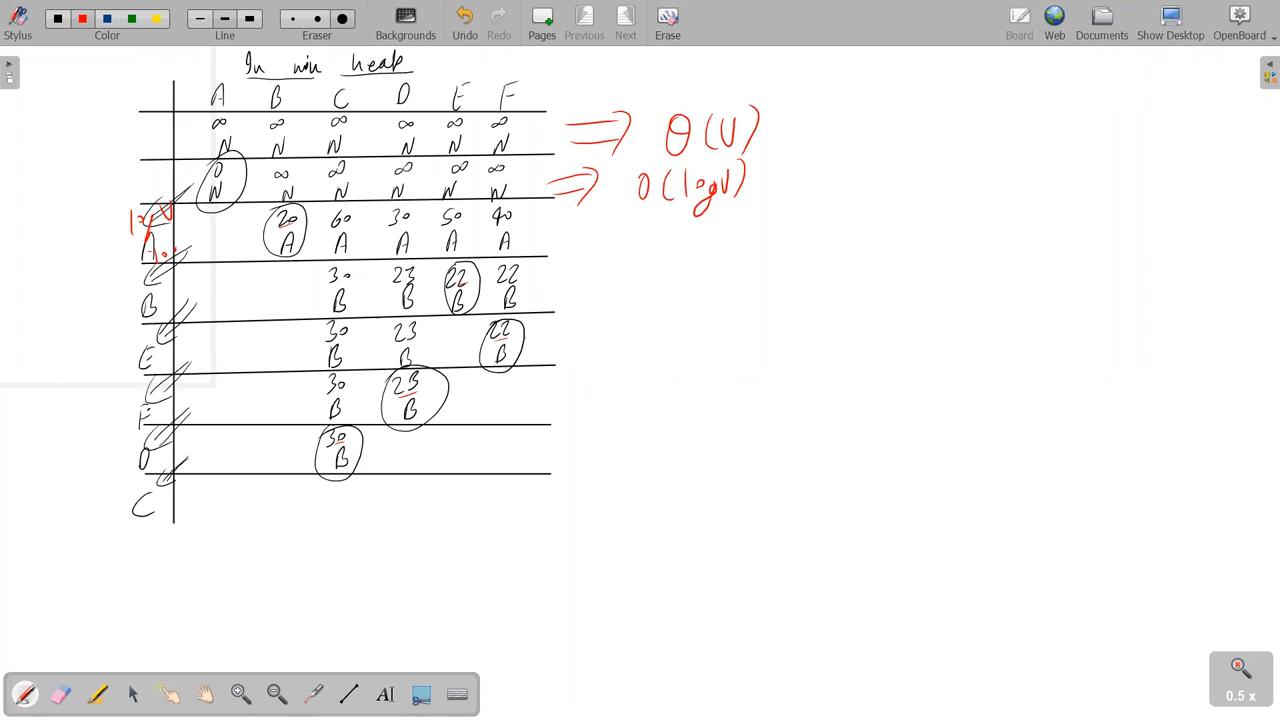 Stylus
Color
Line
Eraser
Backgrounds
Undo
Redo
Pages
Previous
Next
Erase
Board
Web
Documents
Show Desktop
OpenBoard
In min heap
A B C D E F
∞ ∞ ∞ ∞ ∞ ∞
N N N N N N
⇒ θ(V)
0 ∞ ∞ ∞ ∞ ∞
N N N N N N
⇒ O(logV)
20 60 30 50 40
A A A A A A
30 23 22 22
B B B B B
30 23 22
E B B B
30 23
F B B
30
D B
C
0.5 x